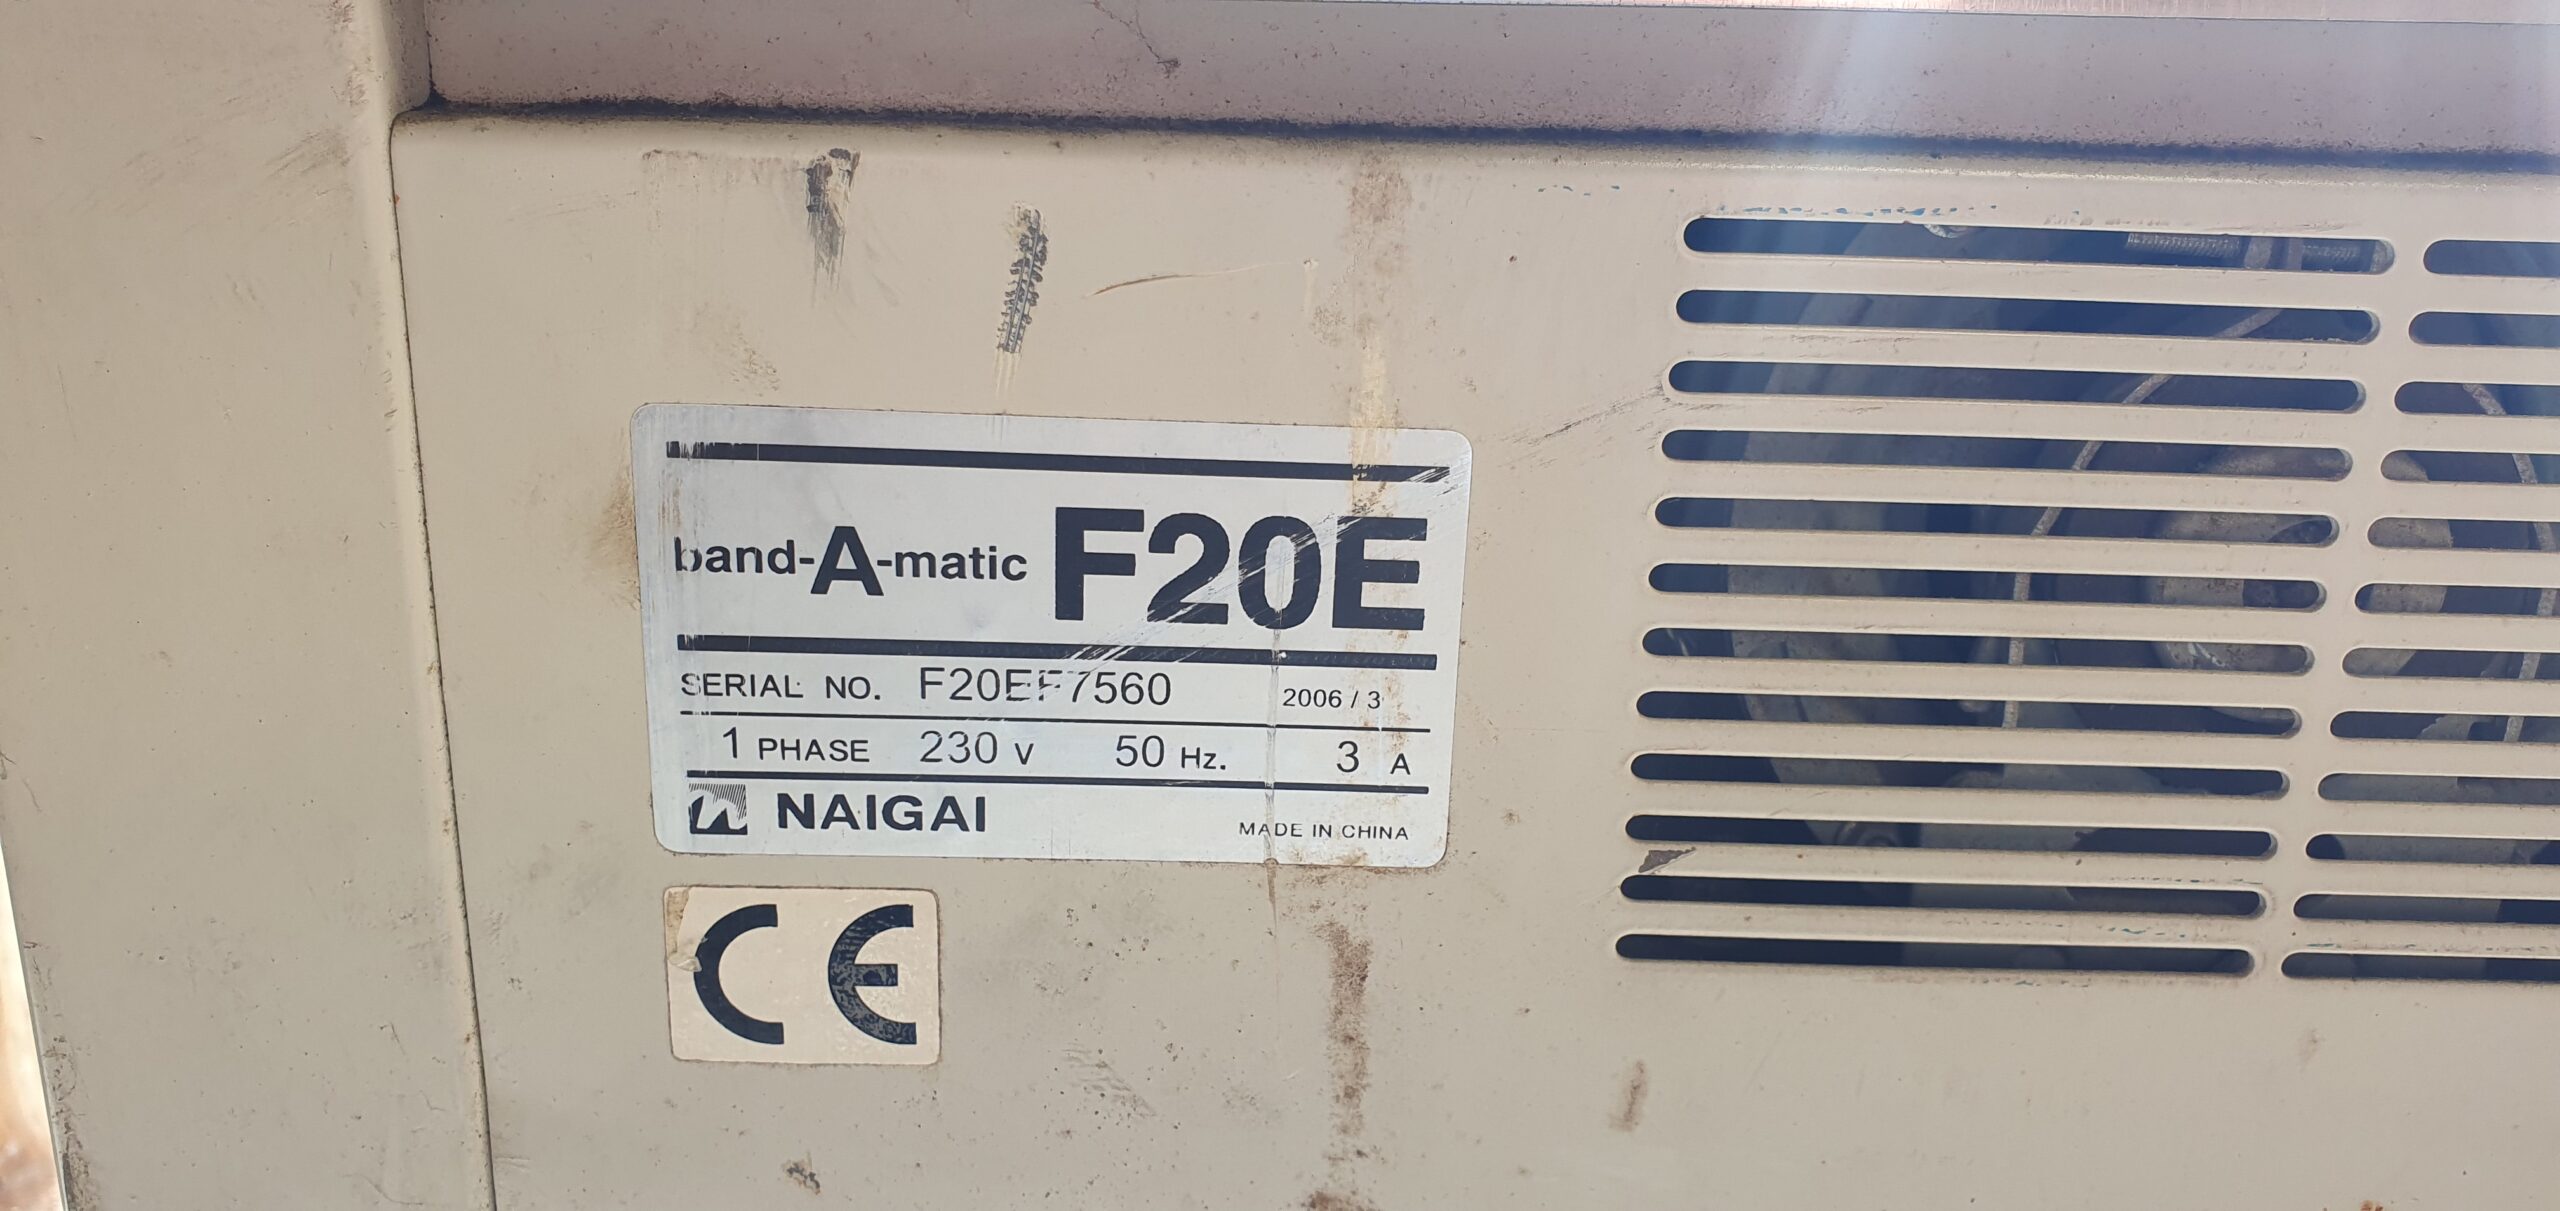 band-A-matic F20E
SERIAL NO. F20EF7560 2006 / 3
1 PHASE 230 V 50 Hz. 3 A
NAIGAI MADE IN CHINA
CE